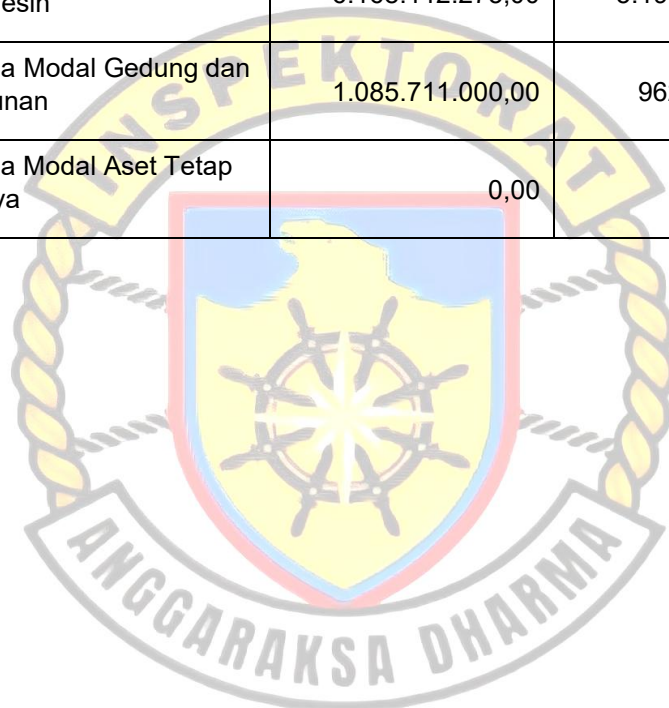 esin
a Modal Gedung dan
unan
1.085.711.000,00
96
a Modal Aset Tetap
ya
0,00
INSPEKTORAT
ANGGARAKSA DHARMA